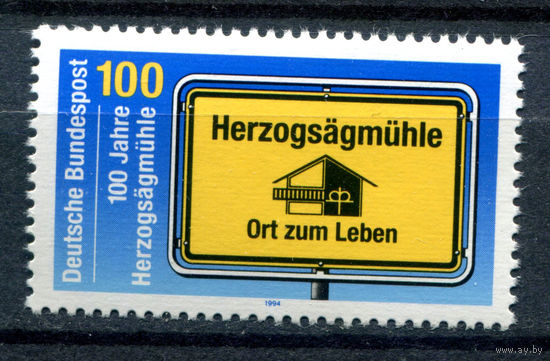 Deutsche Bundespost
100
100 Jahre
Herzogsägmühle
Herzogsägmühle
Ort zum Leben
1994
www.ay.by